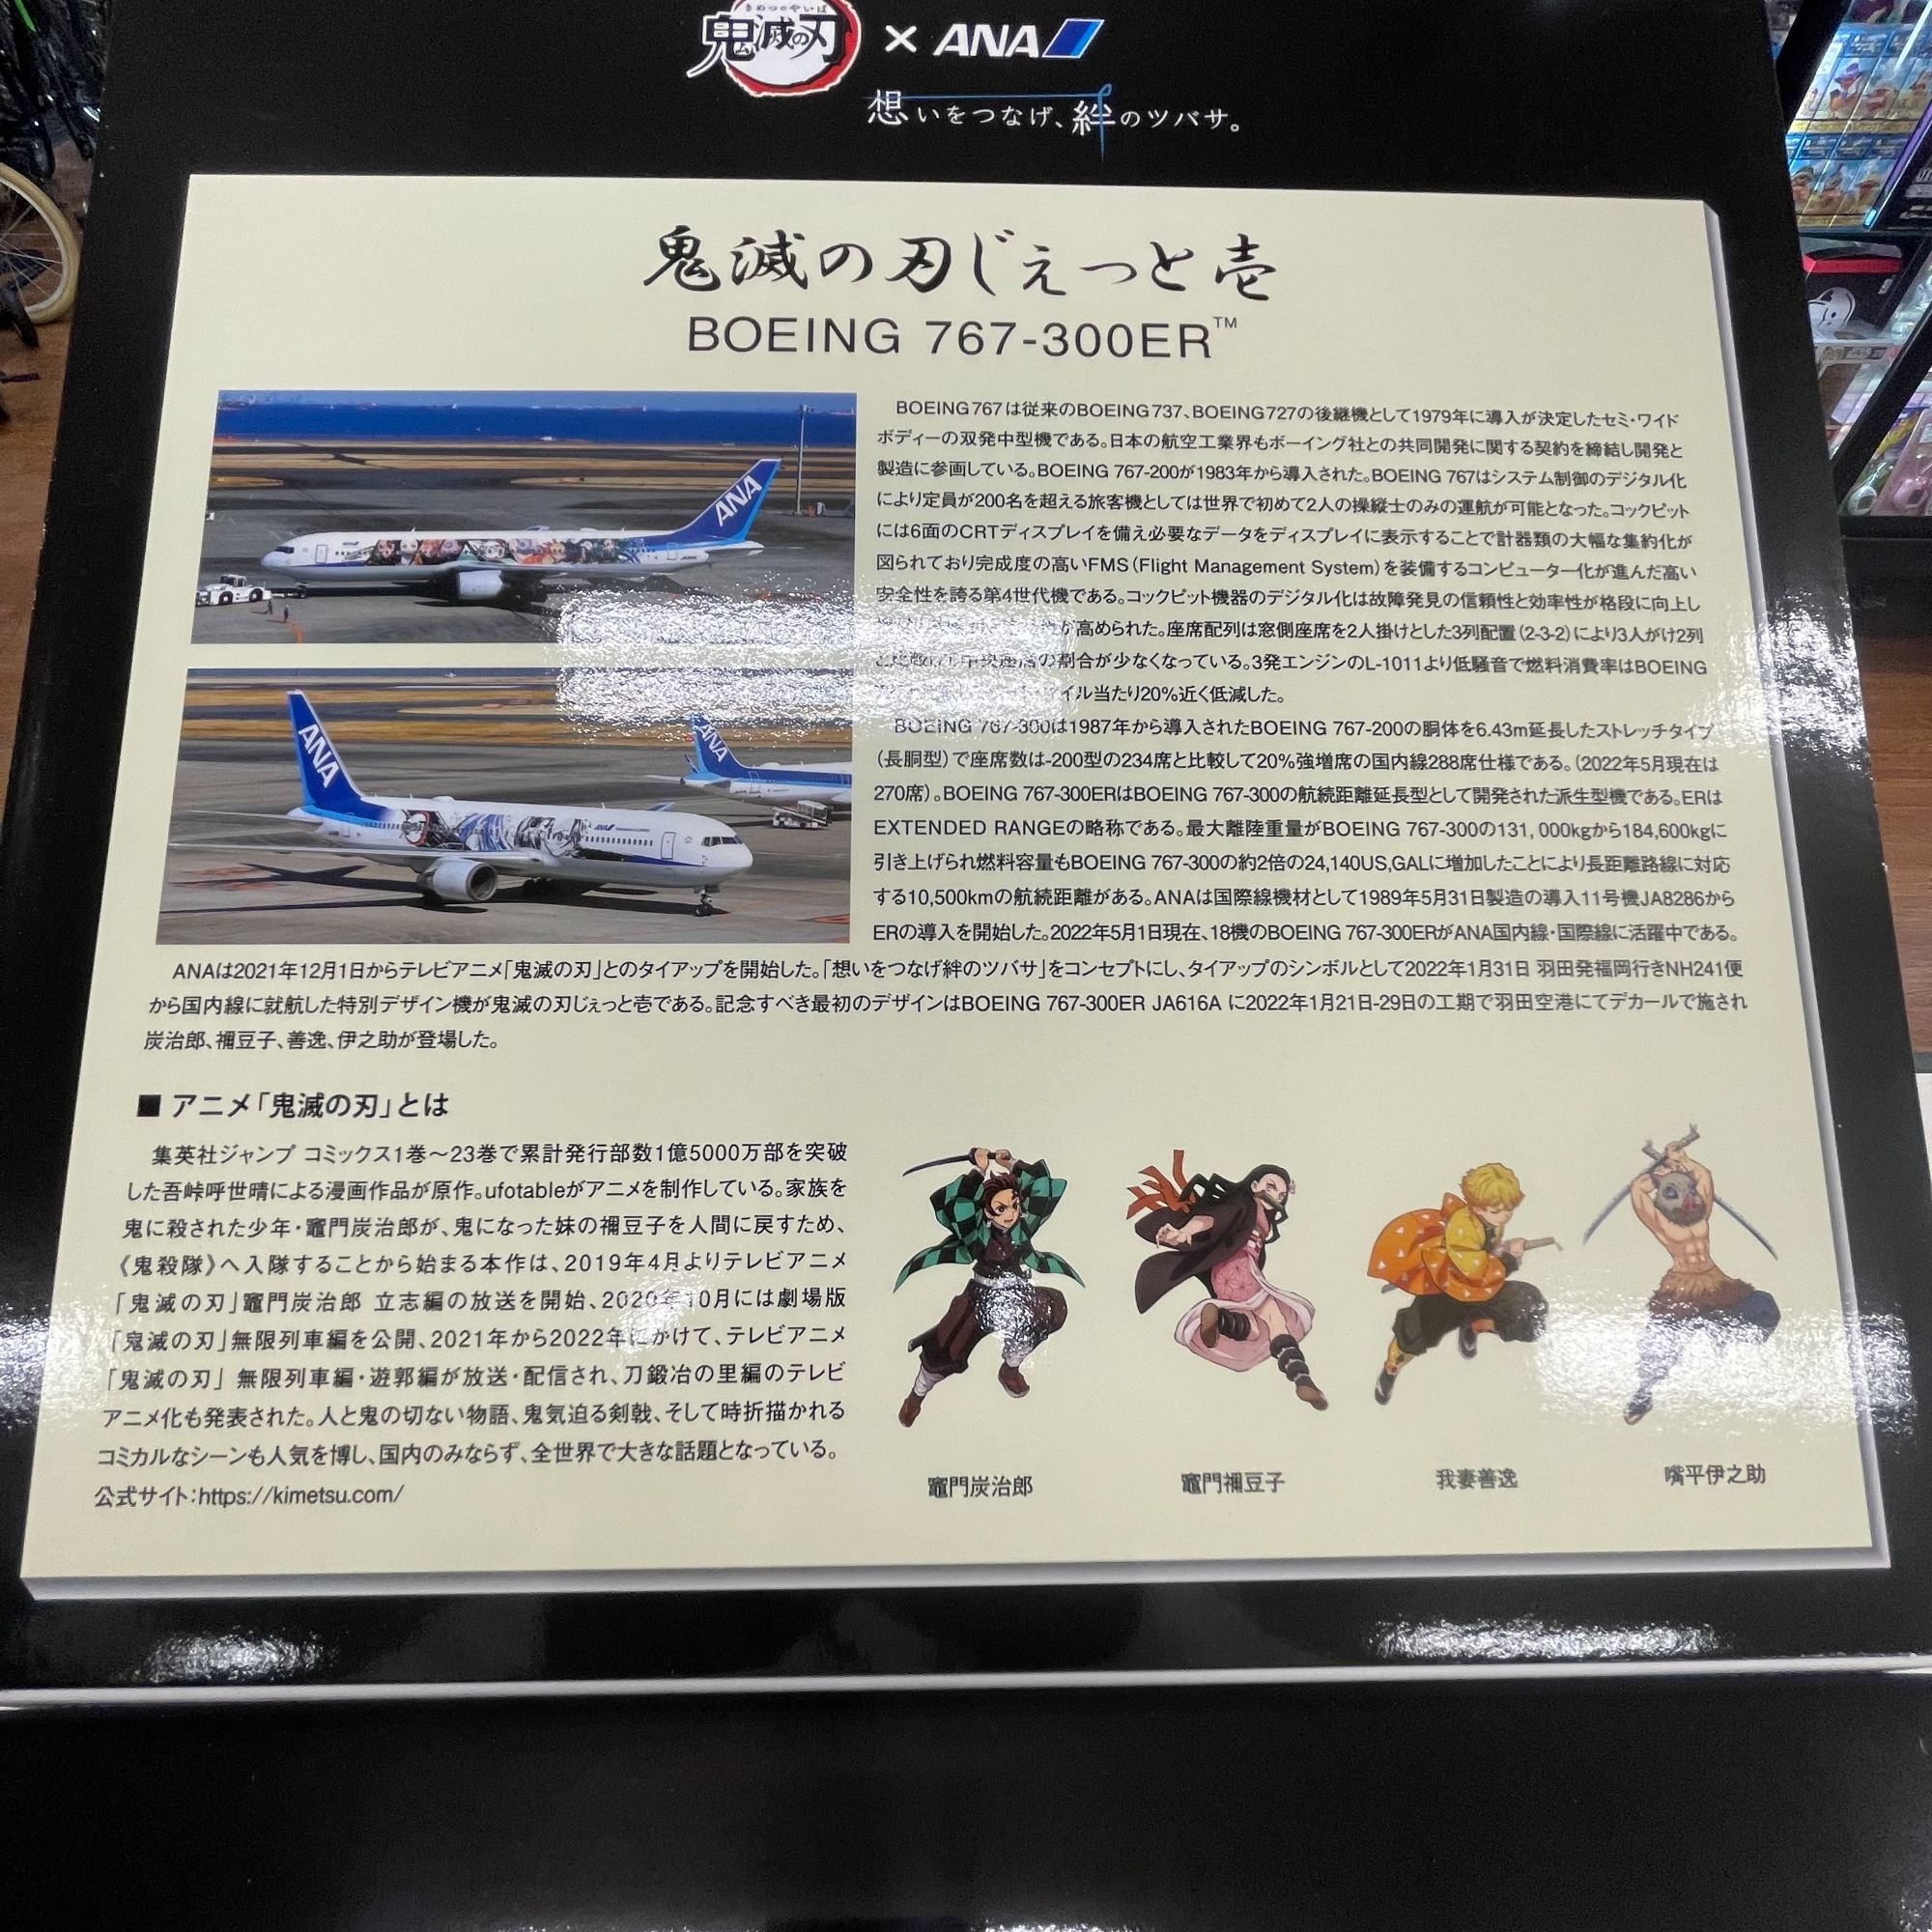 きめつのやいば
鬼滅の刃 × ANA
想いをつなげ、絆のツバサ。
鬼滅の刃じぇっと壱
BOEING 767-300ER™
BOEING767は従来のBOEING737、BOEING727の後継機として1979年に導入が決定したセミ・ワイド
ボディーの双発中型機である。日本の航空工業界もボーイング社との共同開発に関する契約を締結し開発と
製造に参画している。BOEING 767-200が1983年から導入された。BOEING 767はシステム制御のデジタル化
により定員が200名を超える旅客機としては世界で初めて2人の操縦士のみの運航が可能となった。コックピット
には6面のCRTディスプレイを備え必要なデータをディスプレイに表示することで計器類の大幅な集約化が
図られており完成度の高いFMS(Flight Management System)を装備するコンピューター化が進んだ高い
安全性を誇る第4世代機である。コックピット機器のデジタル化は故障発見の信頼性と効率性が格段に向上し
が高められた。座席配列は窓側座席を2人掛けとした3列配置(2-3-2)により3人がけ2列
の割合が少なくなっている。3発エンジンのL-1011より低騒音で燃料消費率はBOEING
イル当たり20%近く低減した。
BOEING 767-300は1987年から導入されたBOEING 767-200の胴体を6.43m延長したストレッチタイプ
(長胴型)で座席数は-200型の234席と比較して20%強増席の国内線288席仕様である。(2022年5月現在は
270席)。BOEING 767-300ERはBOEING 767-300の航続距離延長型として開発された派生型機である。ERは
EXTENDED RANGEの略称である。最大離陸重量がBOEING 767-300の131, 000kgから184,600kgに
引き上げられ燃料容量もBOEING 767-300の約2倍の24,140US,GALに増加したことにより長距離路線に対応
する10,500kmの航続距離がある。ANAは国際線機材として1989年5月31日製造の導入11号機JA8286から
ERの導入を開始した。2022年5月1日現在、18機のBOEING 767-300ERがANA国内線・国際線に活躍中である。
ANAは2021年12月1日からテレビアニメ「鬼滅の刃」とのタイアップを開始した。「想いをつなげ絆のツバサ」をコンセプトにし、タイアップのシンボルとして2022年1月31日 羽田発福岡行きNH241便
から国内線に就航した特別デザイン機が鬼滅の刃じぇっと壱である。記念すべき最初のデザインはBOEING 767-300ER JA616A に2022年1月21日-29日の工期で羽田空港にてデカールで施され
炭治郎、禰豆子、善逸、伊之助が登場した。
■ アニメ「鬼滅の刃」とは
集英社ジャンプ コミックス1巻～23巻で累計発行部数1億5000万部を突破
した吾峠呼世晴による漫画作品が原作。ufotableがアニメを制作している。家族を
鬼に殺された少年・竈門炭治郎が、鬼になった妹の禰豆子を人間に戻すため、
《鬼殺隊》へ入隊することから始まる本作は、2019年4月よりテレビアニメ
「鬼滅の刃」竈門炭治郎 立志編の放送を開始、2020年10月には劇場版
「鬼滅の刃」無限列車編を公開、2021年から2022年にかけて、テレビアニメ
「鬼滅の刃」 無限列車編・遊郭編が放送・配信され、刀鍛冶の里編のテレビ
アニメ化も発表された。人と鬼の切ない物語、鬼気迫る剣戟、そして時折描かれる
コミカルなシーンも人気を博し、国内のみならず、全世界で大きな話題となっている。
公式サイト:https://kimetsu.com/
竈門炭治郎
竈門禰豆子
我妻善逸
嘴平伊之助
ANA
ANA
ANA